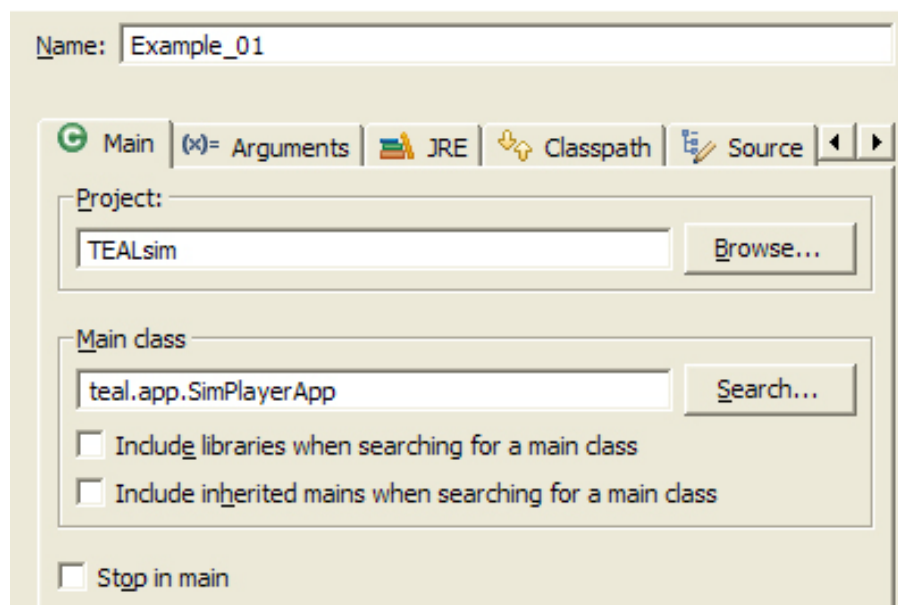 Name: Example_01
Main (x)= Arguments JRE Classpath Source
Project:
TEALsim Browse...
Main class
teal.app.SimPlayerApp Search...
Include libraries when searching for a main class
Include inherited mains when searching for a main class
Stop in main